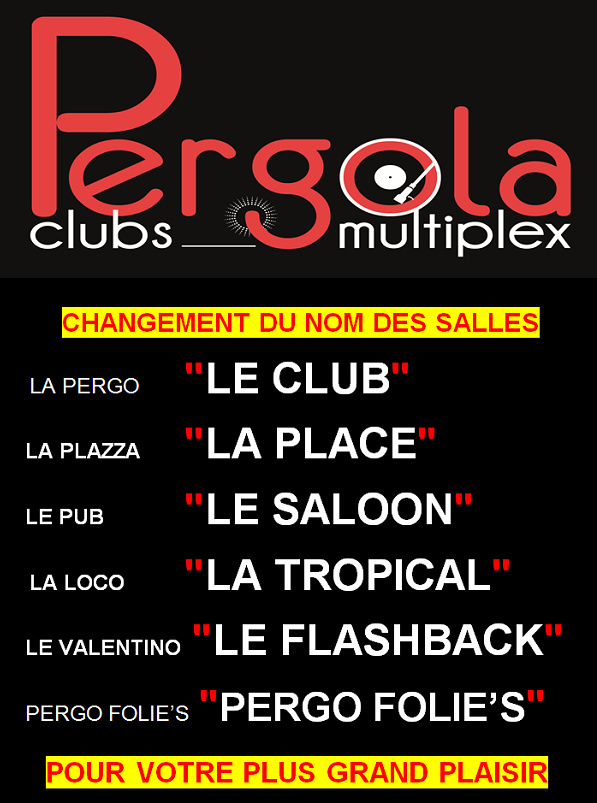 Pergola
clubs multiplex
CHANGEMENT DU NOM DES SALLES
LA PERGO "LE CLUB"
LA PLAZZA "LA PLACE"
LE PUB "LE SALOON"
LA LOCO "LA TROPICAL"
LE VALENTINO "LE FLASHBACK"
PERGO FOLIE’S "PERGO FOLIE’S"
POUR VOTRE PLUS GRAND PLAISIR